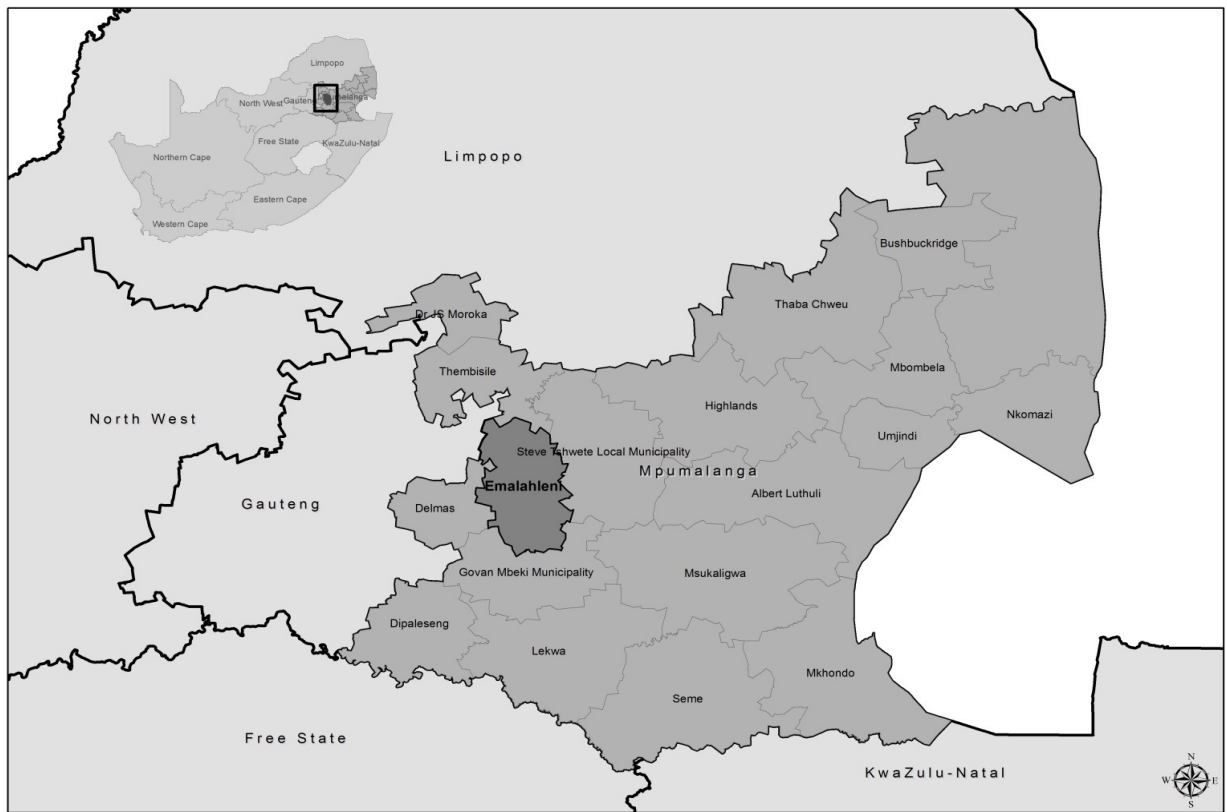 Limpopo
North West
Gauteng
Mpumalanga
Free State
KwaZulu-Natal
Northern Cape
Eastern Cape
Western Cape
Limpopo
Bushbuckridge
Thaba Chweu
Dr JS Moroka
Mbombela
Thembisile
Highlands
Nkomazi
North West
Umjindi
Steve Tshwete Local Municipality
Mpumalanga
Emalahleni
Albert Luthuli
Gauteng
Delmas
Govan Mbeki Municipality
Msukaligwa
Dipaleseng
Lekwa
Mkhondo
Seme
Free State
KwaZulu-Natal
N
W
E
S